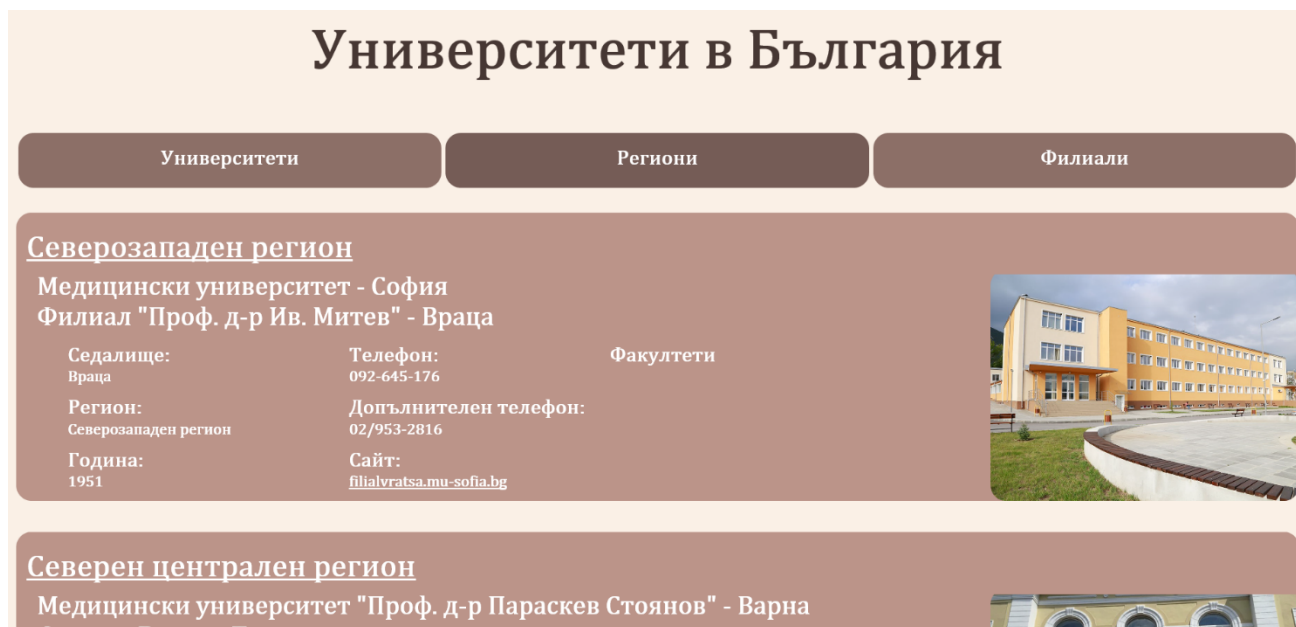 Университети в България
Университети
Региони
Филиали
Северозападен регион
Медицински университет - София
Филиал "Проф. д-р Ив. Митев" - Враца
Седалище:
Враца
Регион:
Северозападен регион
Година:
1951
Телефон:
092-645-176
Допълнителен телефон:
02/953-2816
Сайт:
filialvratsa.mu-sofia.bg
Факултети
Северен централен регион
Медицински университет "Проф. д-р Параскев Стоянов" - Варна